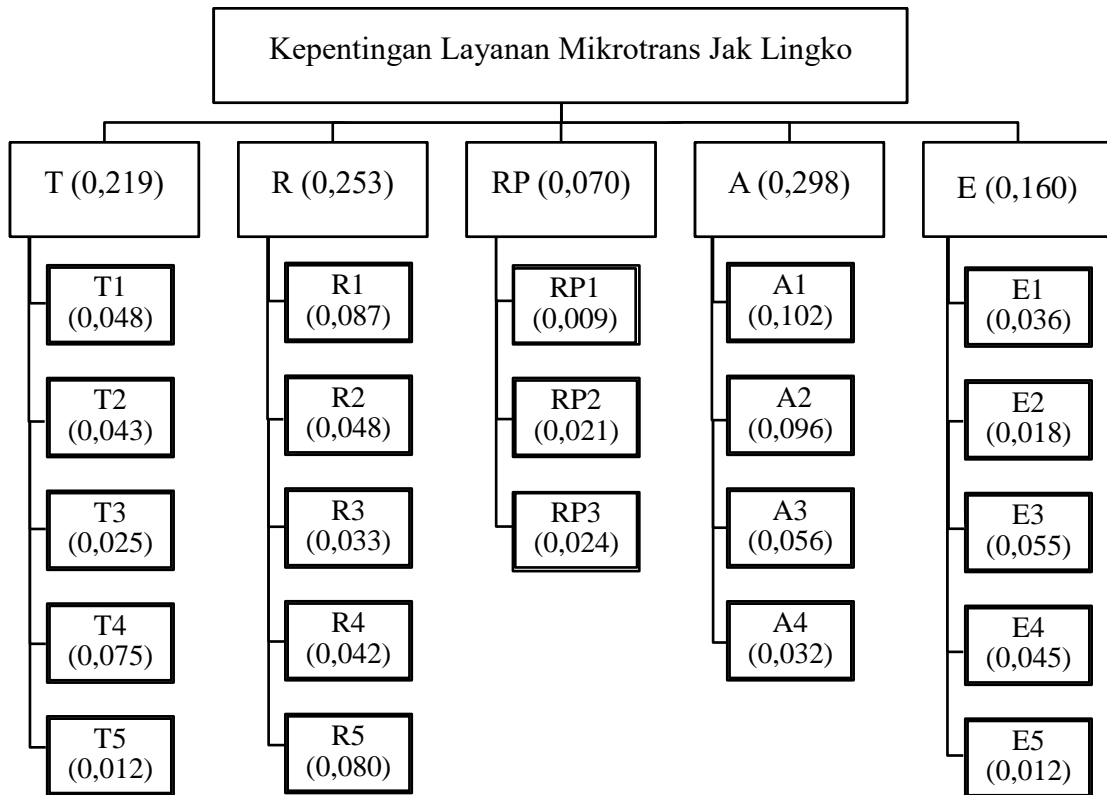 Kepentingan Layanan Mikrotrans Jak Lingko
T (0,219)
T1
(0,048)
T2
(0,043)
T3
(0,025)
T4
(0,075)
T5
(0,012)
R (0,253)
R1
(0,087)
R2
(0,048)
R3
(0,033)
R4
(0,042)
R5
(0,080)
RP (0,070)
RP1
(0,009)
RP2
(0,021)
RP3
(0,024)
A (0,298)
A1
(0,102)
A2
(0,096)
A3
(0,056)
A4
(0,032)
E (0,160)
E1
(0,036)
E2
(0,018)
E3
(0,055)
E4
(0,045)
E5
(0,012)